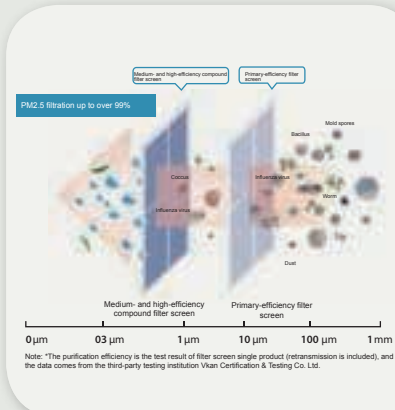 Medium- and high-efficiency compound
filter screen
Primary-efficiency filter
screen
PM2.5 filtration up to over 99%
Mold spores
Bacillus
Coccus
Influenza virus
Worm
Influenza virus
Dust
Medium- and high-efficiency
compound filter screen
Primary-efficiency filter
screen
0 μm
03 μm
1 μm
10 μm
100 μm
1 mm
Note: *The purification efficiency is the test result of filter screen single product (retransmission is included), and
the data comes from the third-party testing institution Vkan Certification & Testing Co. Ltd.